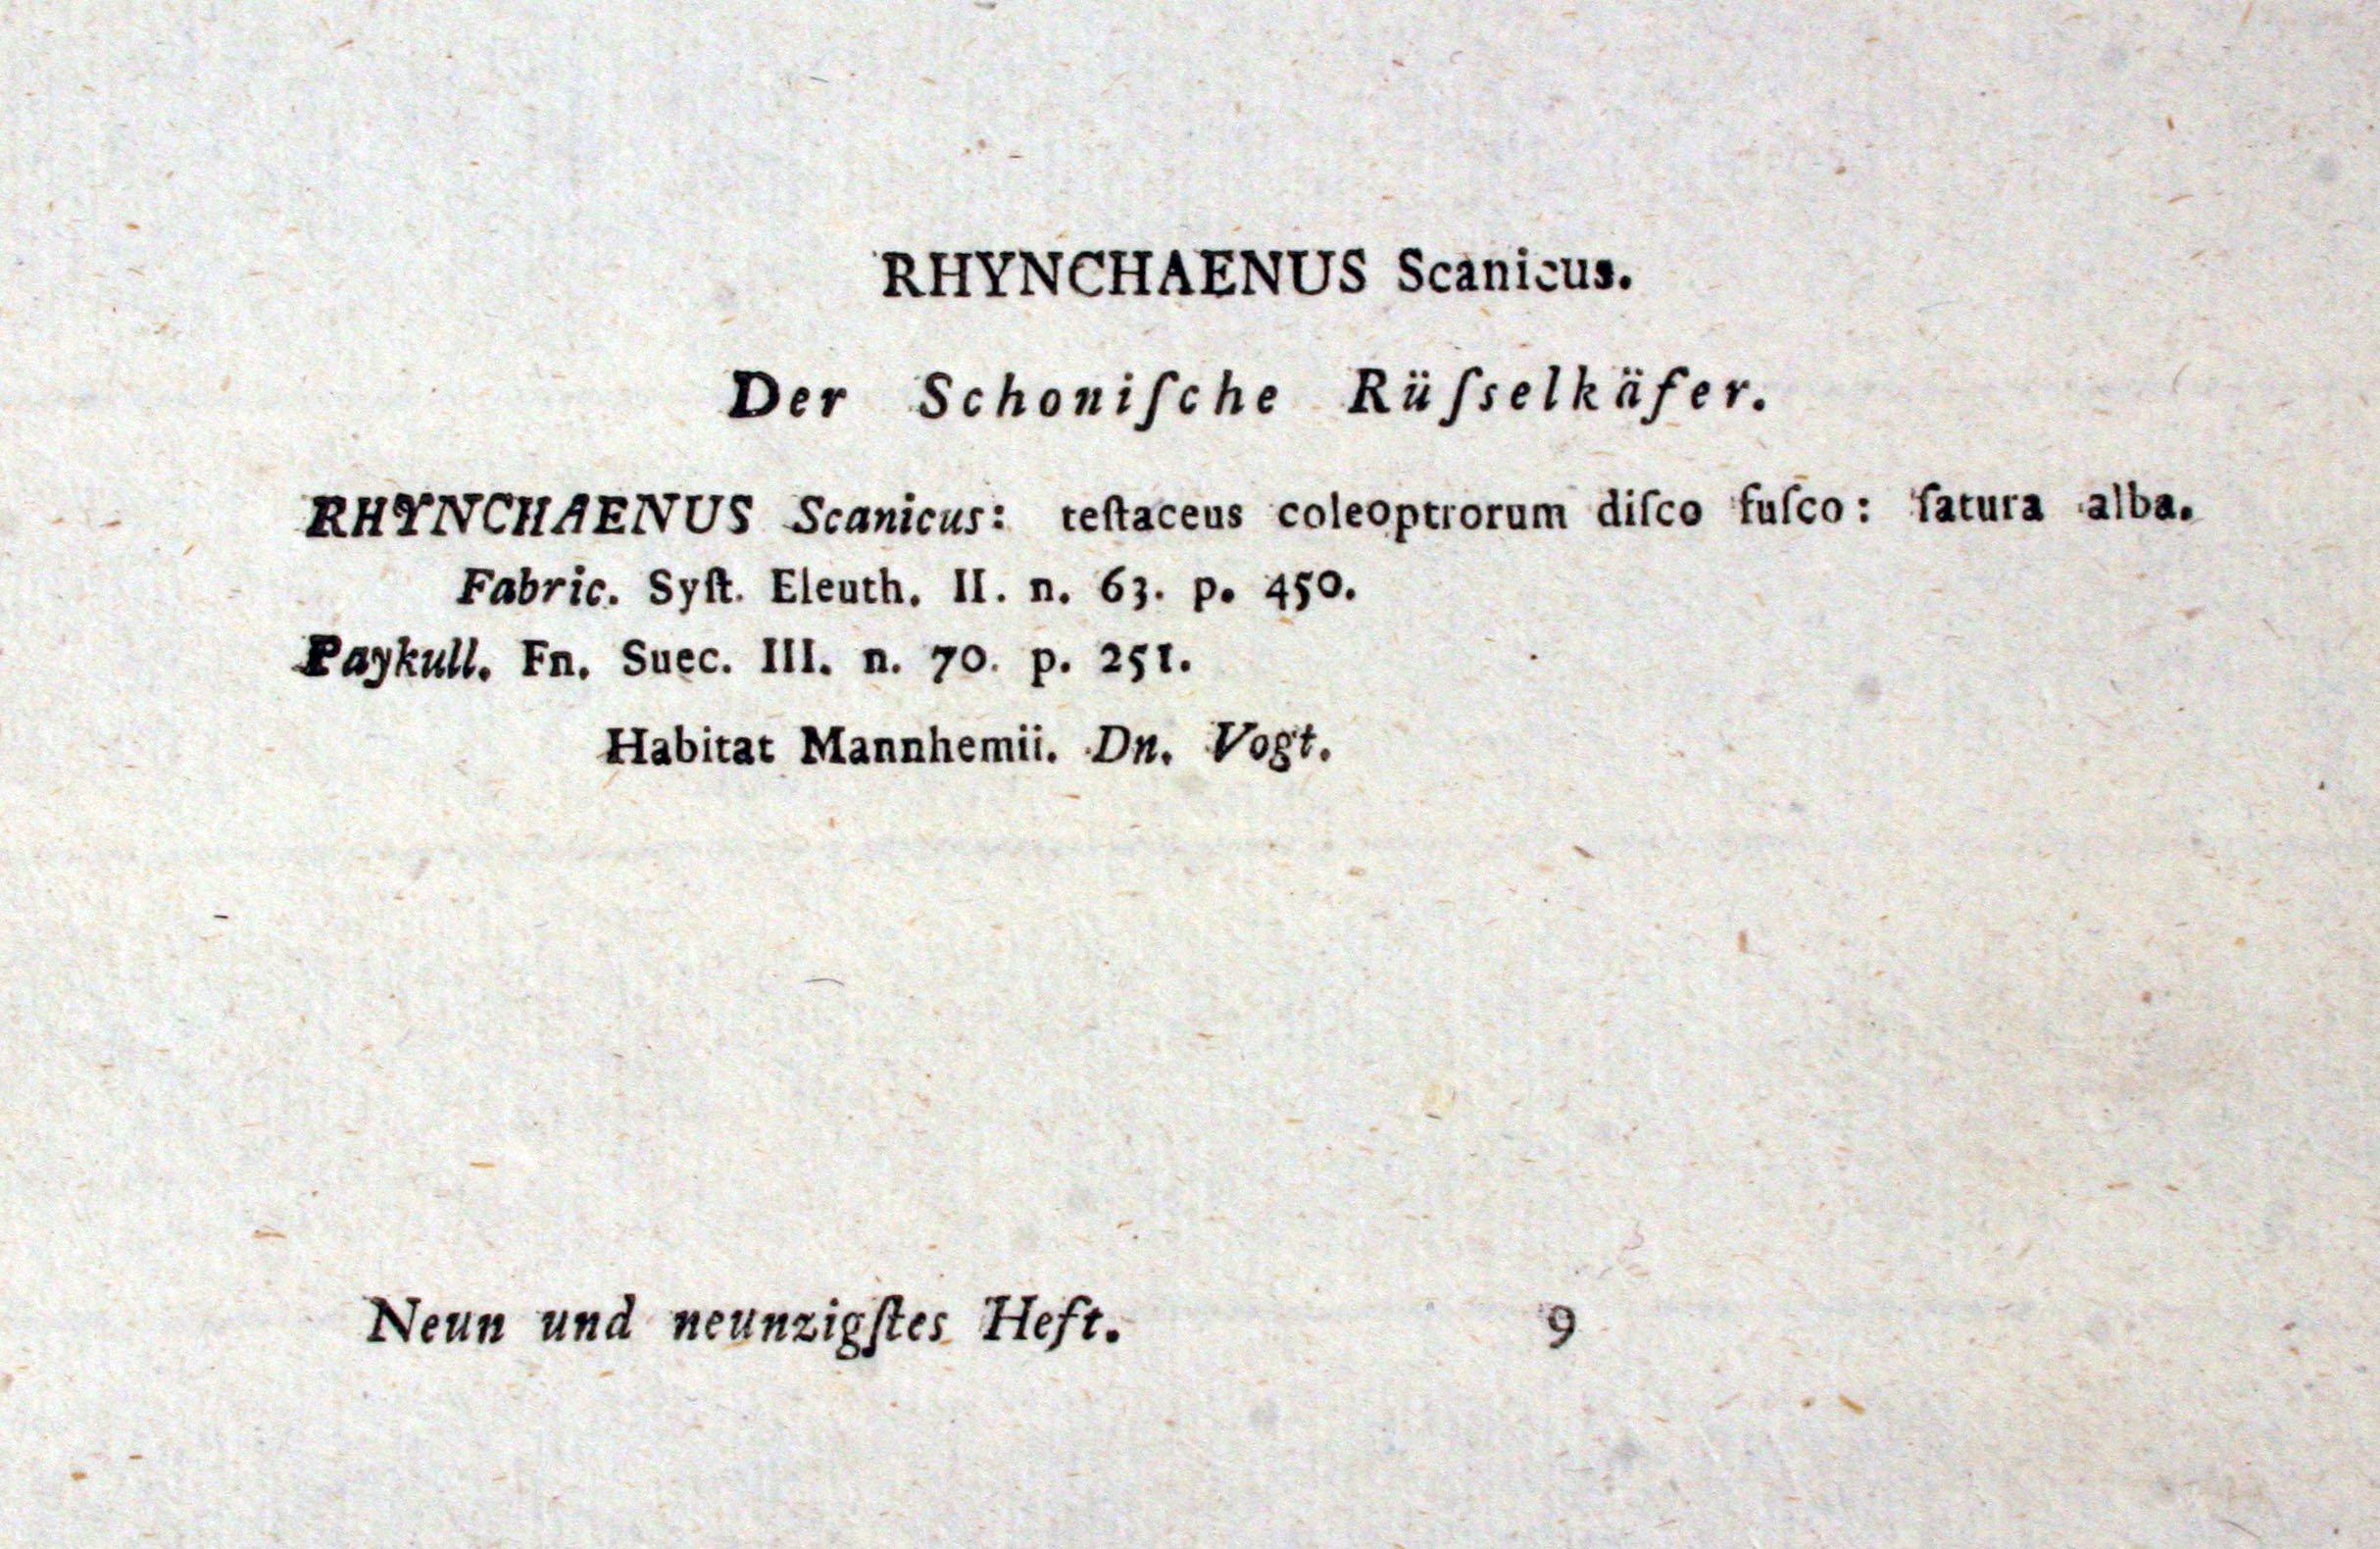 RHYNCHAENUS Scanicus.
Der Schoniſche Rüſselkäfer.
RHYNCHAENUS Scanicus: teſtaceus coleoptrorum diſco fuſco: ſatura alba.
Fabric. Syſt. Eleuth. II. n. 63. p. 450.
Paykull. Fn. Suec. III. n. 70. p. 251.
Habitat Mannhemii. Dn. Vogt.
Neun und neunzigſtes Heft. 9